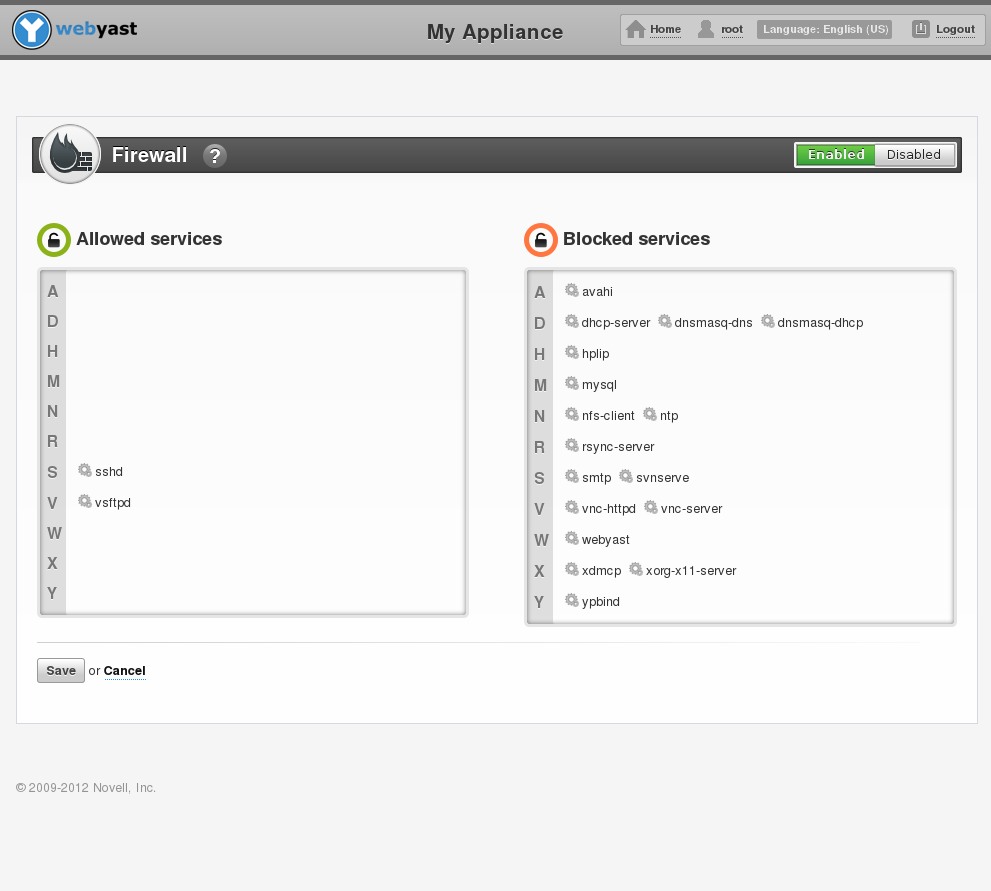 webyast My Appliance Home root Language: English (US) Logout
Firewall ? Enabled Disabled
Allowed services
A
D
H
M
N
R
S sshd
V vsftpd
W
X
Y
Blocked services
A avahi
D dhcp-server dnsmasq-dns dnsmasq-dhcp
H hplip
M mysql
N nfs-client ntp
R rsync-server
S smtp svnserve
V vnc-httpd vnc-server
W webyast
X xdmcp xorg-x11-server
Y ypbind
Save or Cancel
© 2009-2012 Novell, Inc.